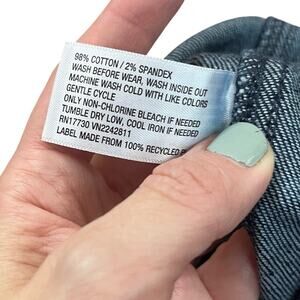 98% COTTON / 2% SPANDEX
WASH BEFORE WEAR, WASH INSIDE OUT
MACHINE WASH COLD WITH LIKE COLORS
GENTLE CYCLE
ONLY NON-CHLORINE BLEACH IF NEEDED
TUMBLE DRY LOW, COOL IRON IF NEEDED
RN17730 VN2242811
LABEL MADE FROM 100% RECYCLED